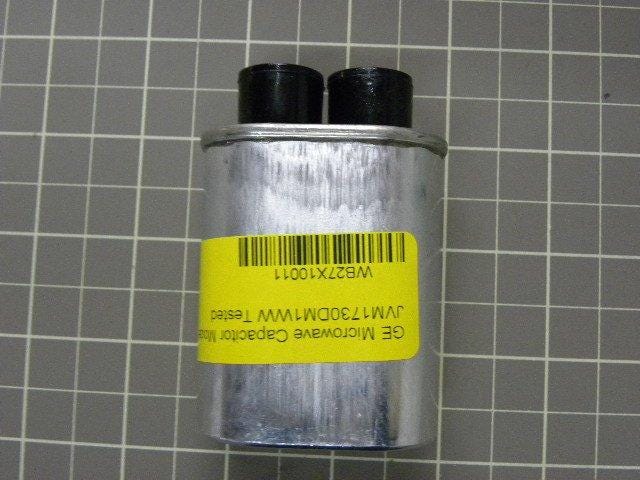 GE Microwave Capacitor
JVM1730DM1WW Tested
WB27X10011